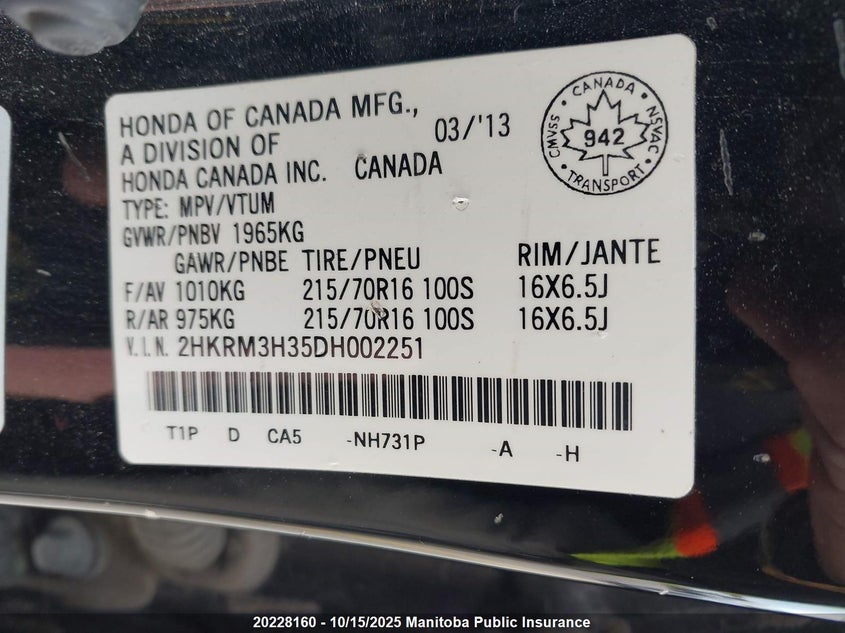 HONDA OF CANADA MFG.,
A DIVISION OF
HONDA CANADA INC. CANADA
03/'13
CANADA
CMVSS 942 NSVAC
TRANSPORT
TYPE: MPV/VTUM
GVWR/PNBV 1965KG
GAWR/PNBE TIRE/PNEU RIM/JANTE
F/AV 1010KG 215/70R16 100S 16X6.5J
R/AR 975KG 215/70R16 100S 16X6.5J
V.I.N. 2HKRM3H35DH002251
T1P D CA5 -NH731P -A -H
20228160 - 10/15/2025 Manitoba Public Insurance